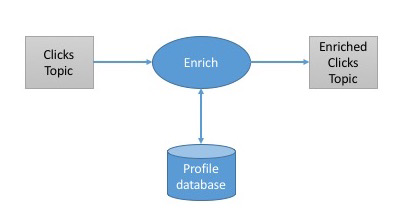 Clicks
Topic
Enrich
Enriched
Clicks
Topic
Profile
database